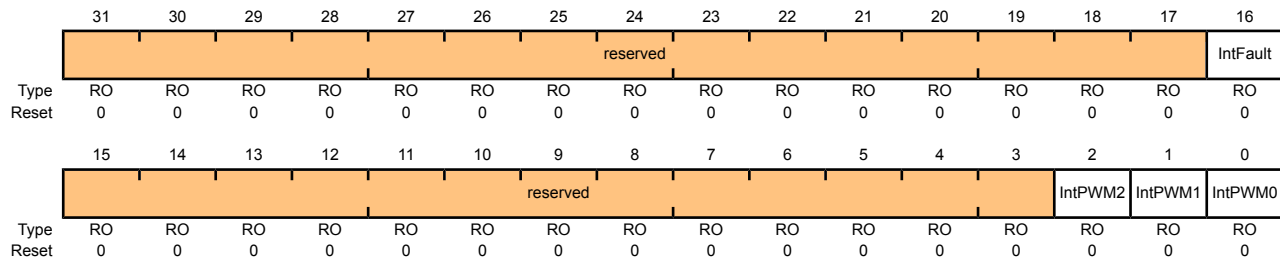 31 30 29 28 27 26 25 24 23 22 21 20 19 18 17 16
reserved IntFault
Type RO RO RO RO RO RO RO RO RO RO RO RO RO RO RO RO
Reset 0 0 0 0 0 0 0 0 0 0 0 0 0 0 0 0
15 14 13 12 11 10 9 8 7 6 5 4 3 2 1 0
reserved IntPWM2 IntPWM1 IntPWM0
Type RO RO RO RO RO RO RO RO RO RO RO RO RO RO RO RO
Reset 0 0 0 0 0 0 0 0 0 0 0 0 0 0 0 0